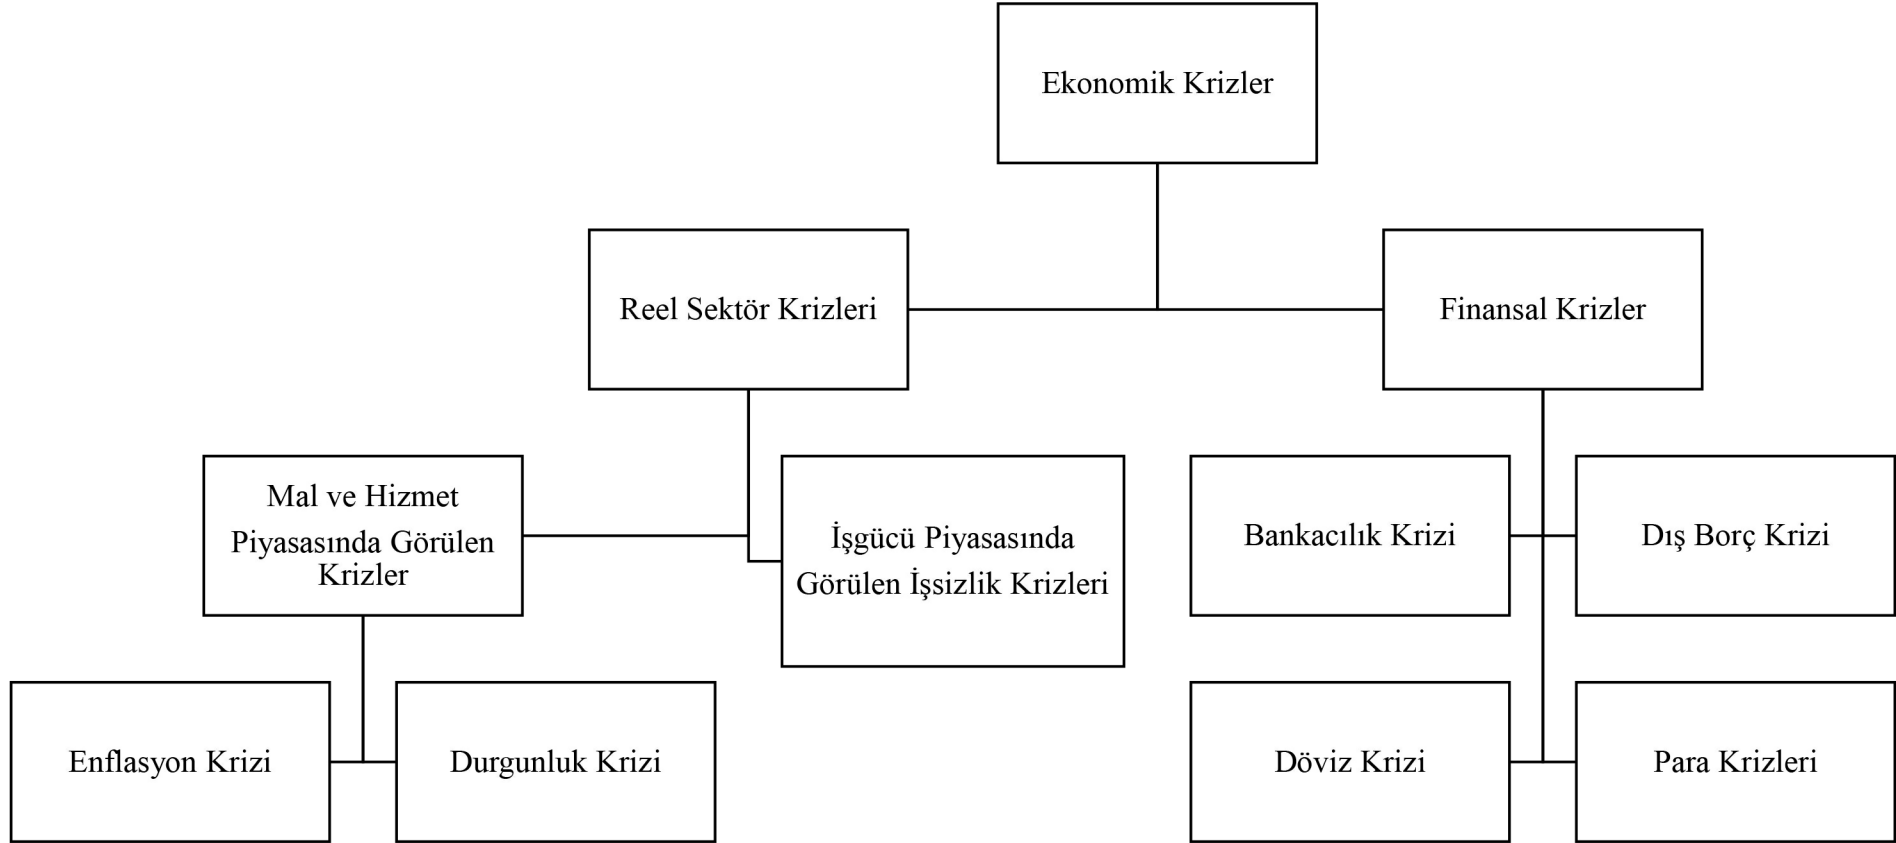 Ekonomik Krizler
Reel Sektör Krizleri
Finansal Krizler
Mal ve Hizmet
Piyasasında Görülen
Krizler
İşgücü Piyasasında
Görülen İşsizlik Krizleri
Bankacılık Krizi
Dış Borç Krizi
Enflasyon Krizi
Durgunluk Krizi
Döviz Krizi
Para Krizleri